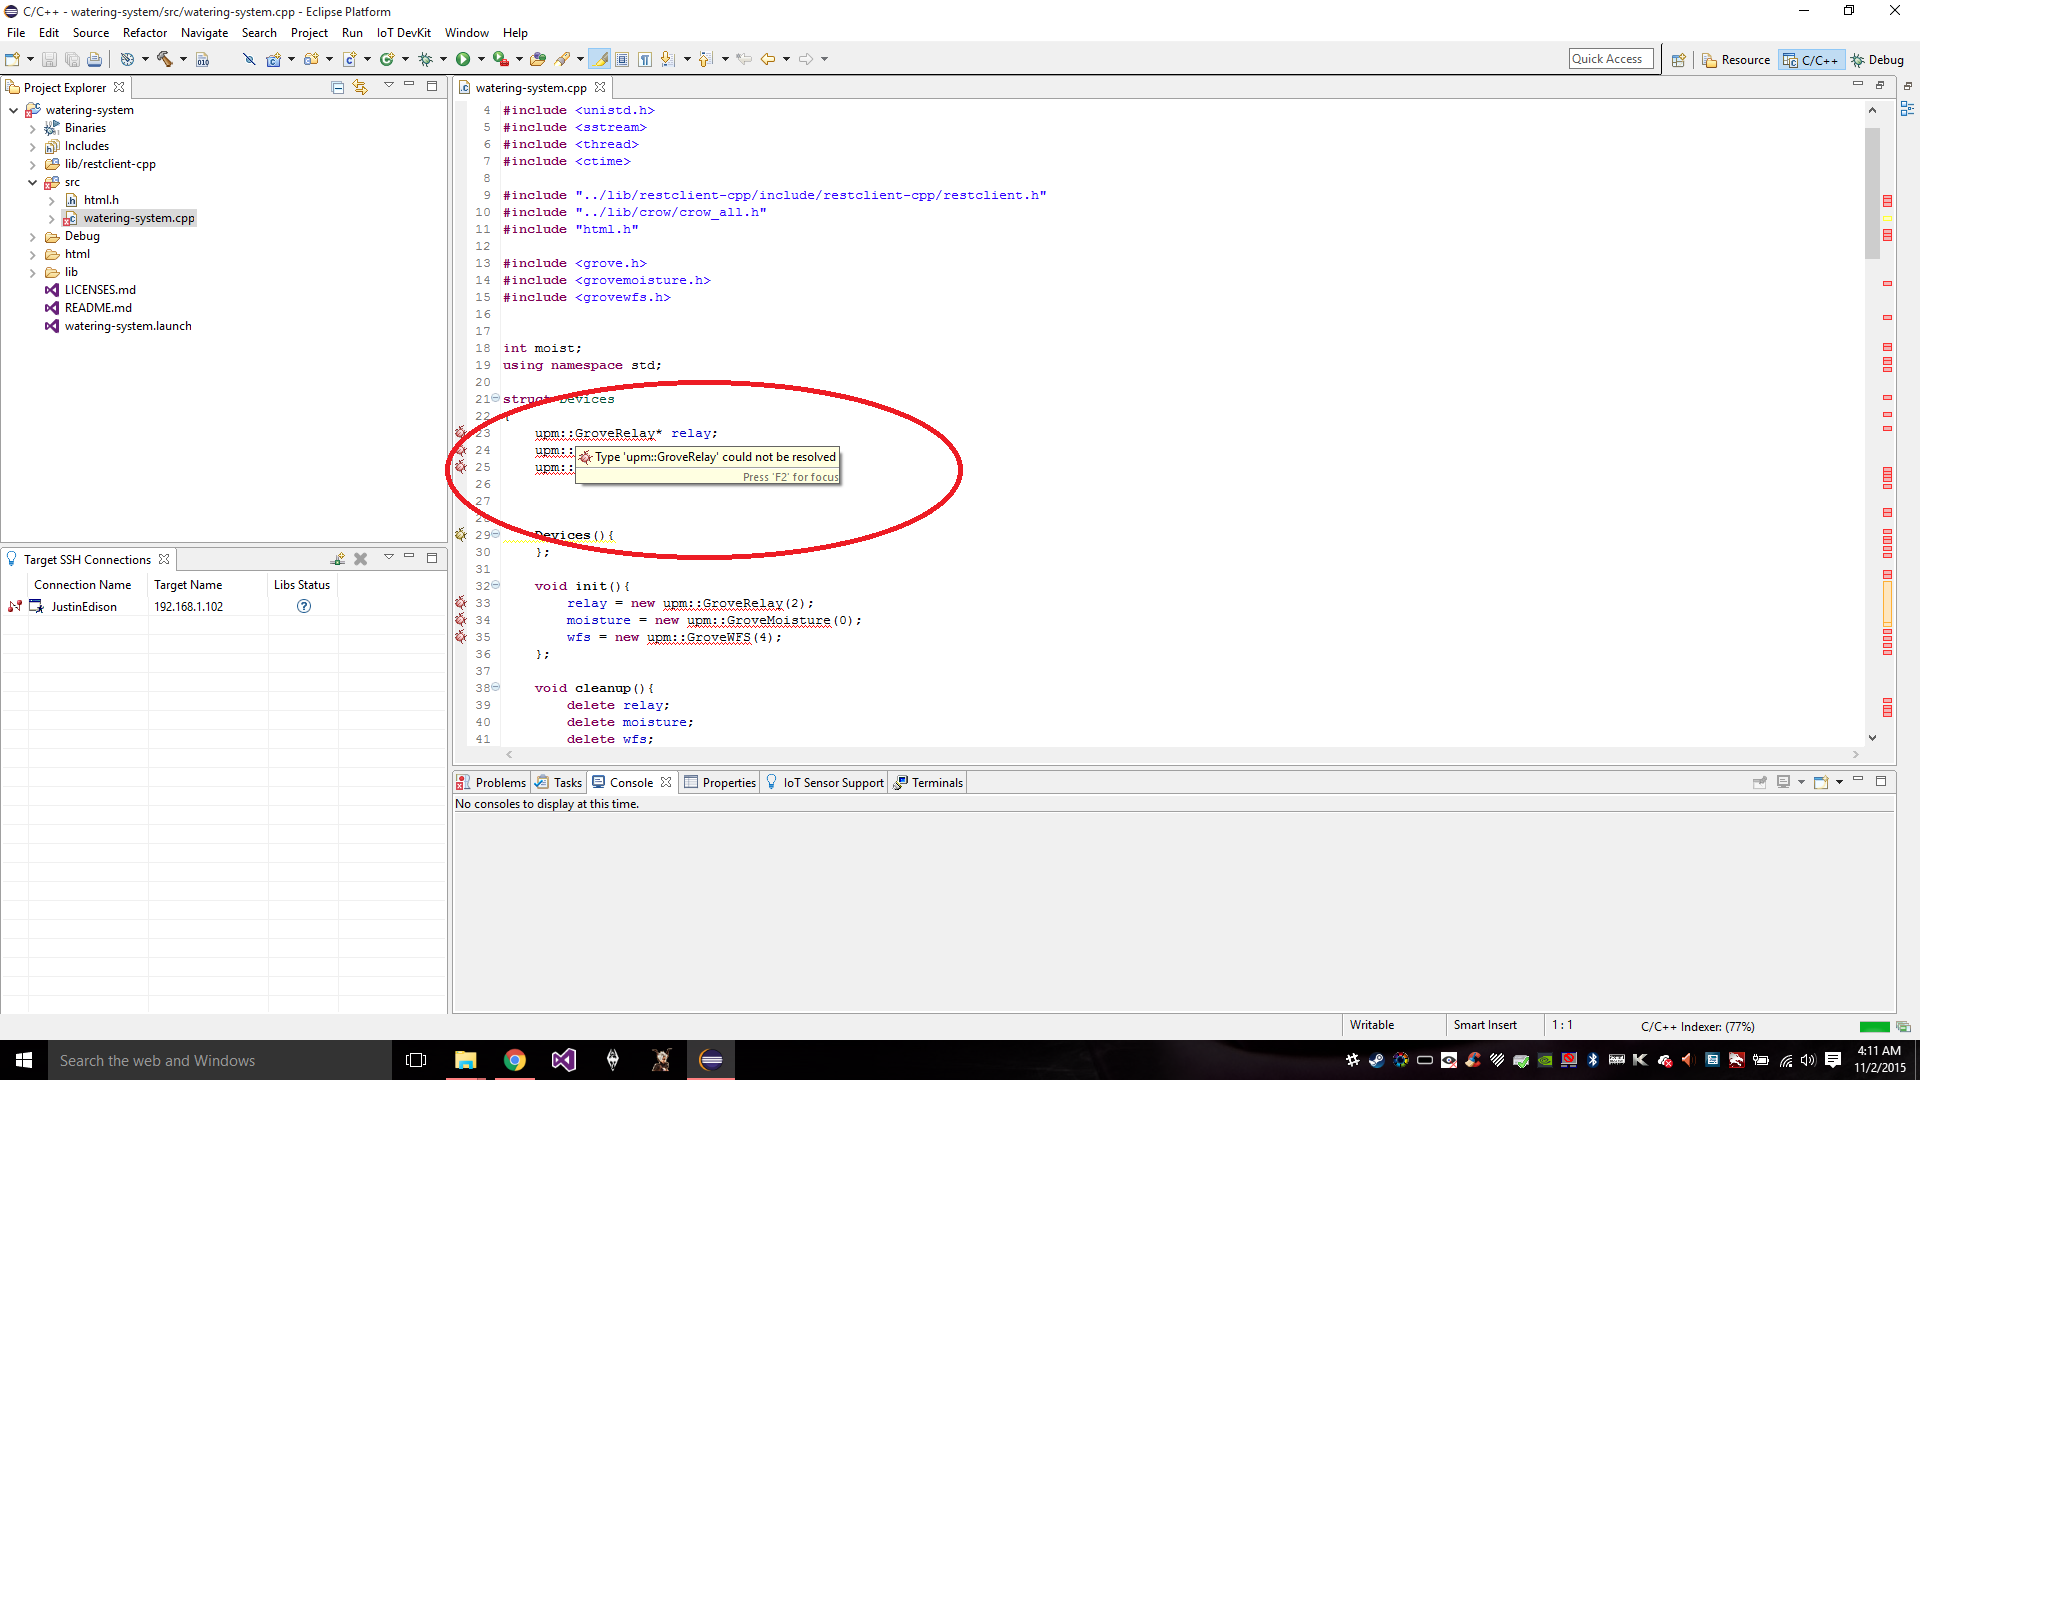 C/C++ - watering-system/src/watering-system.cpp - Eclipse Platform
File Edit Source Refactor Navigate Search Project Run IoT DevKit Window Help
Quick Access
Resource
C/C++
Debug
Project Explorer
watering-system
Binaries
Includes
lib/restclient-cpp
src
html.h
watering-system.cpp
Debug
html
lib
LICENSES.md
README.md
watering-system.launch
Target SSH Connections
Connection Name Target Name Libs Status
JustinEdison 192.168.1.102 ?
watering-system.cpp
4 #include <unistd.h>
5 #include <sstream>
6 #include <thread>
7 #include <ctime>
8
9 #include "../lib/restclient-cpp/include/restclient-cpp/restclient.h"
10 #include "../lib/crow/crow_all.h"
11 #include "html.h"
12
13 #include <grove.h>
14 #include <grovemoisture.h>
15 #include <grovewfs.h>
16
17
18 int moist;
19 using namespace std;
20
21 struct Devices
22 {
23 upm::GroveRelay* relay;
24 upm::
25 upm::
Type 'upm::GroveRelay' could not be resolved
Press 'F2' for focus
26
27
28
29 Devices(){
30 };
31
32 void init(){
33 relay = new upm::GroveRelay(2);
34 moisture = new upm::GroveMoisture(0);
35 wfs = new upm::GroveWFS(4);
36 };
37
38 void cleanup(){
39 delete relay;
40 delete moisture;
41 delete wfs;
Problems Tasks Console Properties IoT Sensor Support Terminals
No consoles to display at this time.
Writable Smart Insert 1 : 1 C/C++ Indexer: (77%)
Search the web and Windows
4:11 AM
11/2/2015